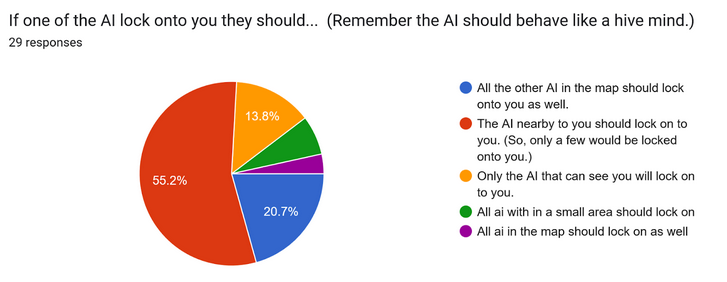 If one of the AI lock onto you they should... (Remember the AI should behave like a hive mind.)
29 responses
13.8%
55.2%
20.7%
All the other AI in the map should lock
onto you as well.
The AI nearby to you should lock on to
you. (So, only a few would be locked
onto you.)
Only the AI that can see you will lock on
to you.
All ai with in a small area should lock on
All ai in the map should lock on as well